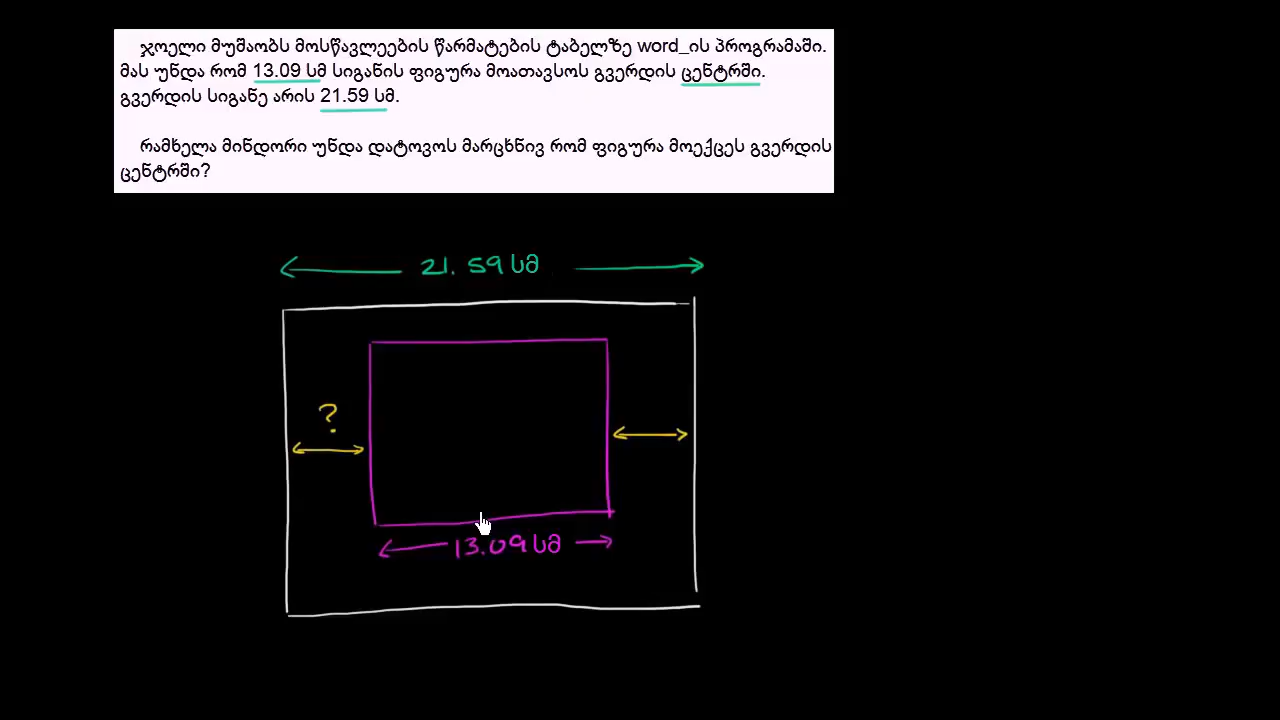 ჯოელი მუშაობს მოსწავლეების წარმატების ტაბელზე word_ის პროგრამაში.
მას უნდა რომ 13.09 სმ სიგანის ფიგურა მოათავსოს გვერდის ცენტრში.
გვერდის სიგანე არის 21.59 სმ.
რამხელა მინდორი უნდა დატოვოს მარცხნივ რომ ფიგურა მოექცეს გვერდის
ცენტრში?
21.59 სმ
?
13.09 სმ